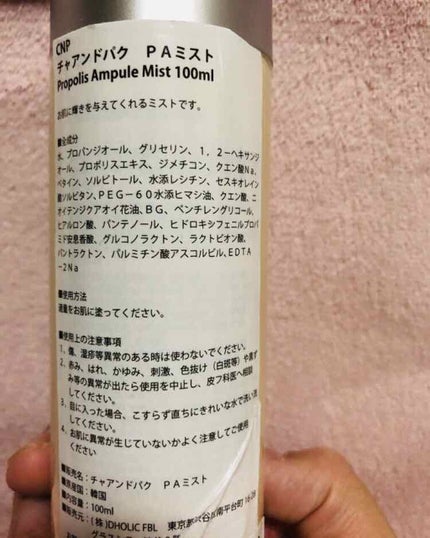 CNP
チャアンドパク　ＰＡミスト
Propolis Ampule Mist 100ml
お肌に輝きを与えてくれるミストです。
■全成分
水、プロパンジオール、グリセリン、１，２－ヘキサンジ
オール、プロポリスエキス、ジメチコン、クエン酸Na、
ベタイン、ソルビトール、水添レシチン、セスキオレイン
酸ソルビタン、ＰＥＧ－６０水添ヒマシ油、クエン酸、ニ
オイテンジクアオイ花油、ＢＧ、ペンチレングリコール、
ヒアルロン酸、パンテノール、ヒドロキシフェニルプロパ
ミド安息香酸、グルコノラクトン、ラクトビオン酸、
パントラクトン、パルミチン酸アスコルビル、ＥＤＴＡ
－２Ｎａ
■使用方法
適量をお肌に塗ってください。
■使用上の注意事項
1．傷、湿疹等異常のある時は使わないでください。
2．赤み、はれ、かゆみ、刺激、色抜け（白斑等）や黒ず
み等の異常が出たら使用を中止し、皮フ科医へ相談
してください。
3．目に入った場合、こすらず直ちにきれいな水で洗い流
してください。
4．お肌に異常が生じていないかよく注意してご使用
ください
■販売名：チャアンドパク　ＰＡミスト
■原産国：韓国
■内容量：100ml
■販売元：（株）DHOLIC FBL　東京都渋谷区南平台町16-28